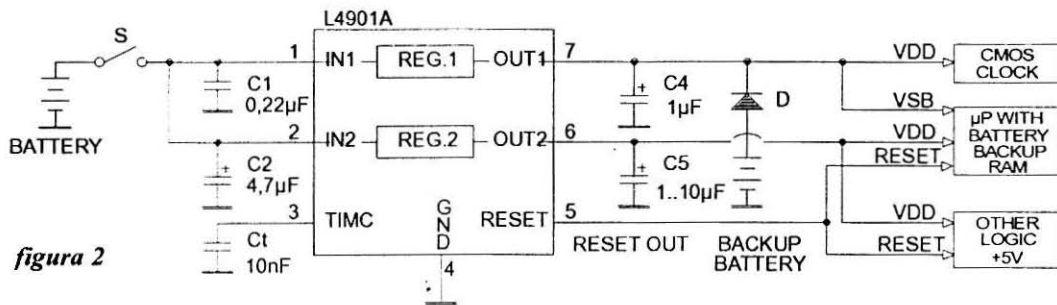 L4901A
S
BATTERY
1
2
3
4
5
6
7
C1
0,22µF
C2
4,7µF
Ct
10nF
IN1
REG.1
OUT1
IN2
REG.2
OUT2
TIMC
GND
RESET
C4
1µF
C5
1..10µF
D
RESET OUT
BACKUP
BATTERY
VDD
CMOS
CLOCK
VSB
VDD
RESET
µP WITH
BATTERY
BACKUP
RAM
VDD
RESET
OTHER
LOGIC
+5V
figura 2